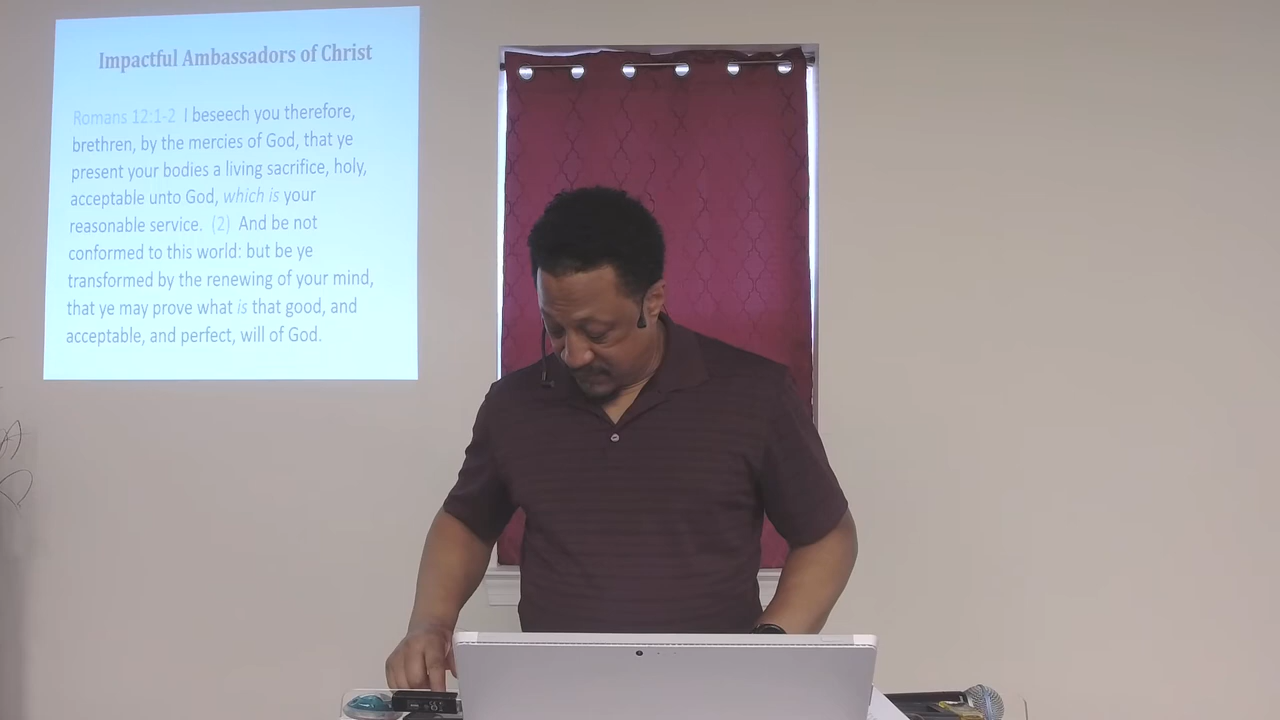 Impactful Ambassadors of Christ
Romans 12:1-2 I beseech you therefore,
brethren, by the mercies of God, that ye
present your bodies a living sacrifice, holy,
acceptable unto God, which is your
reasonable service. (2) And be not
conformed to this world: but be ye
transformed by the renewing of your mind,
that ye may prove what is that good, and
acceptable, and perfect, will of God.